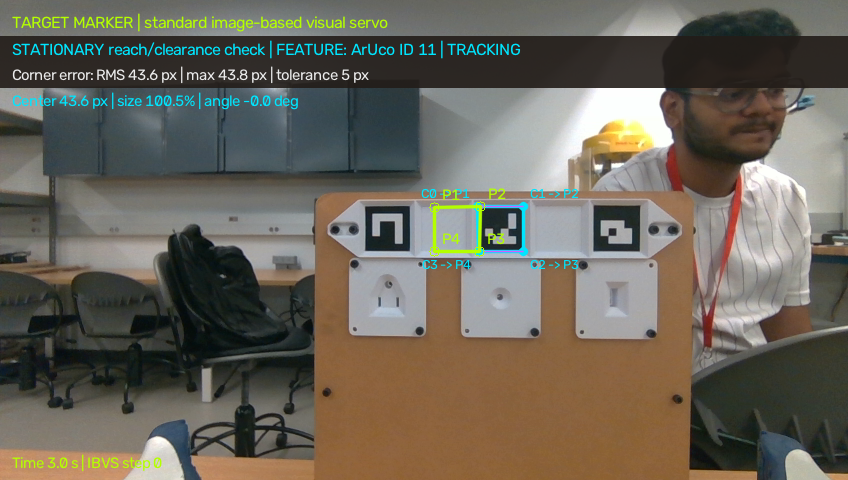 TARGET MARKER | standard image-based visual servo
STATIONARY reach/clearance check | FEATURE: ArUco ID 11 | TRACKING
Corner error: RMS 43.6 px | max 43.8 px | tolerance 5 px
Center 43.6 px | size 100.5% | angle -0.0 deg
P1 P2 C1 -> P2
P4 P3
C3 -> P4 C2 -> P3
Time 3.0 s | IBVS step 0